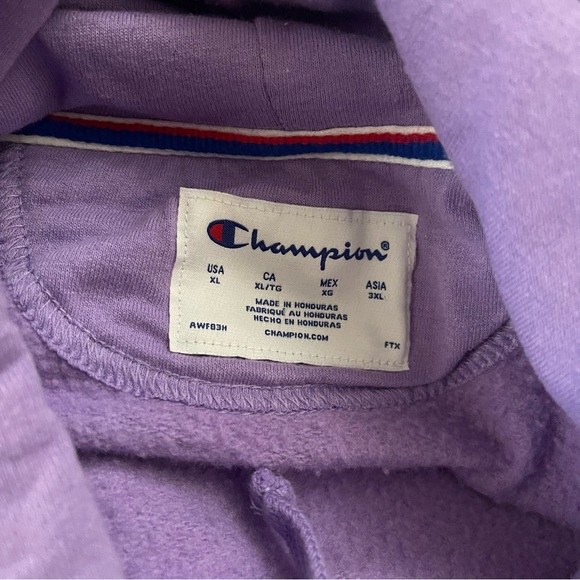 Champion®
USA CA MEX ASIA
XL XL/TG XG 3XL
MADE IN HONDURAS
FABRIQUÉ AU HONDURAS
HECHO EN HONDURAS
AWF83H CHAMPION.COM FTX